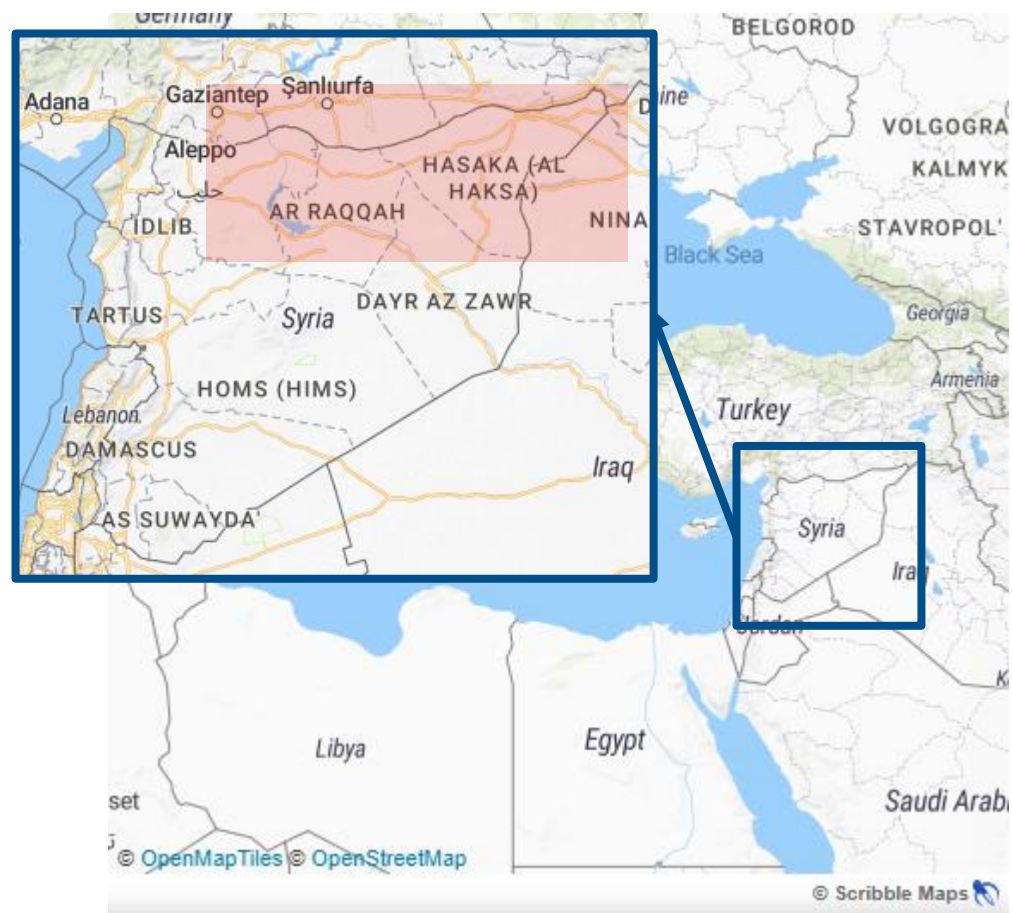 Germany
BELGOROD
Adana
Gaziantep
Şanlıurfa
ine
VOLGOGRA
Aleppo
حلب
HASAKA (AL
HAKSA)
KALMYK
IDLIB
AR RAQQAH
NINA
STAVROPOL'
Black Sea
TARTUS
Syria
DAYR AZ ZAWR
Georgia
HOMS (HIMS)
Armenia
Lebanon
Turkey
DAMASCUS
Iraq
AS SUWAYDA'
Syria
Iraq
Jordan
K
Libya
Egypt
set
Saudi Arabi
© OpenMapTiles © OpenStreetMap
© Scribble Maps